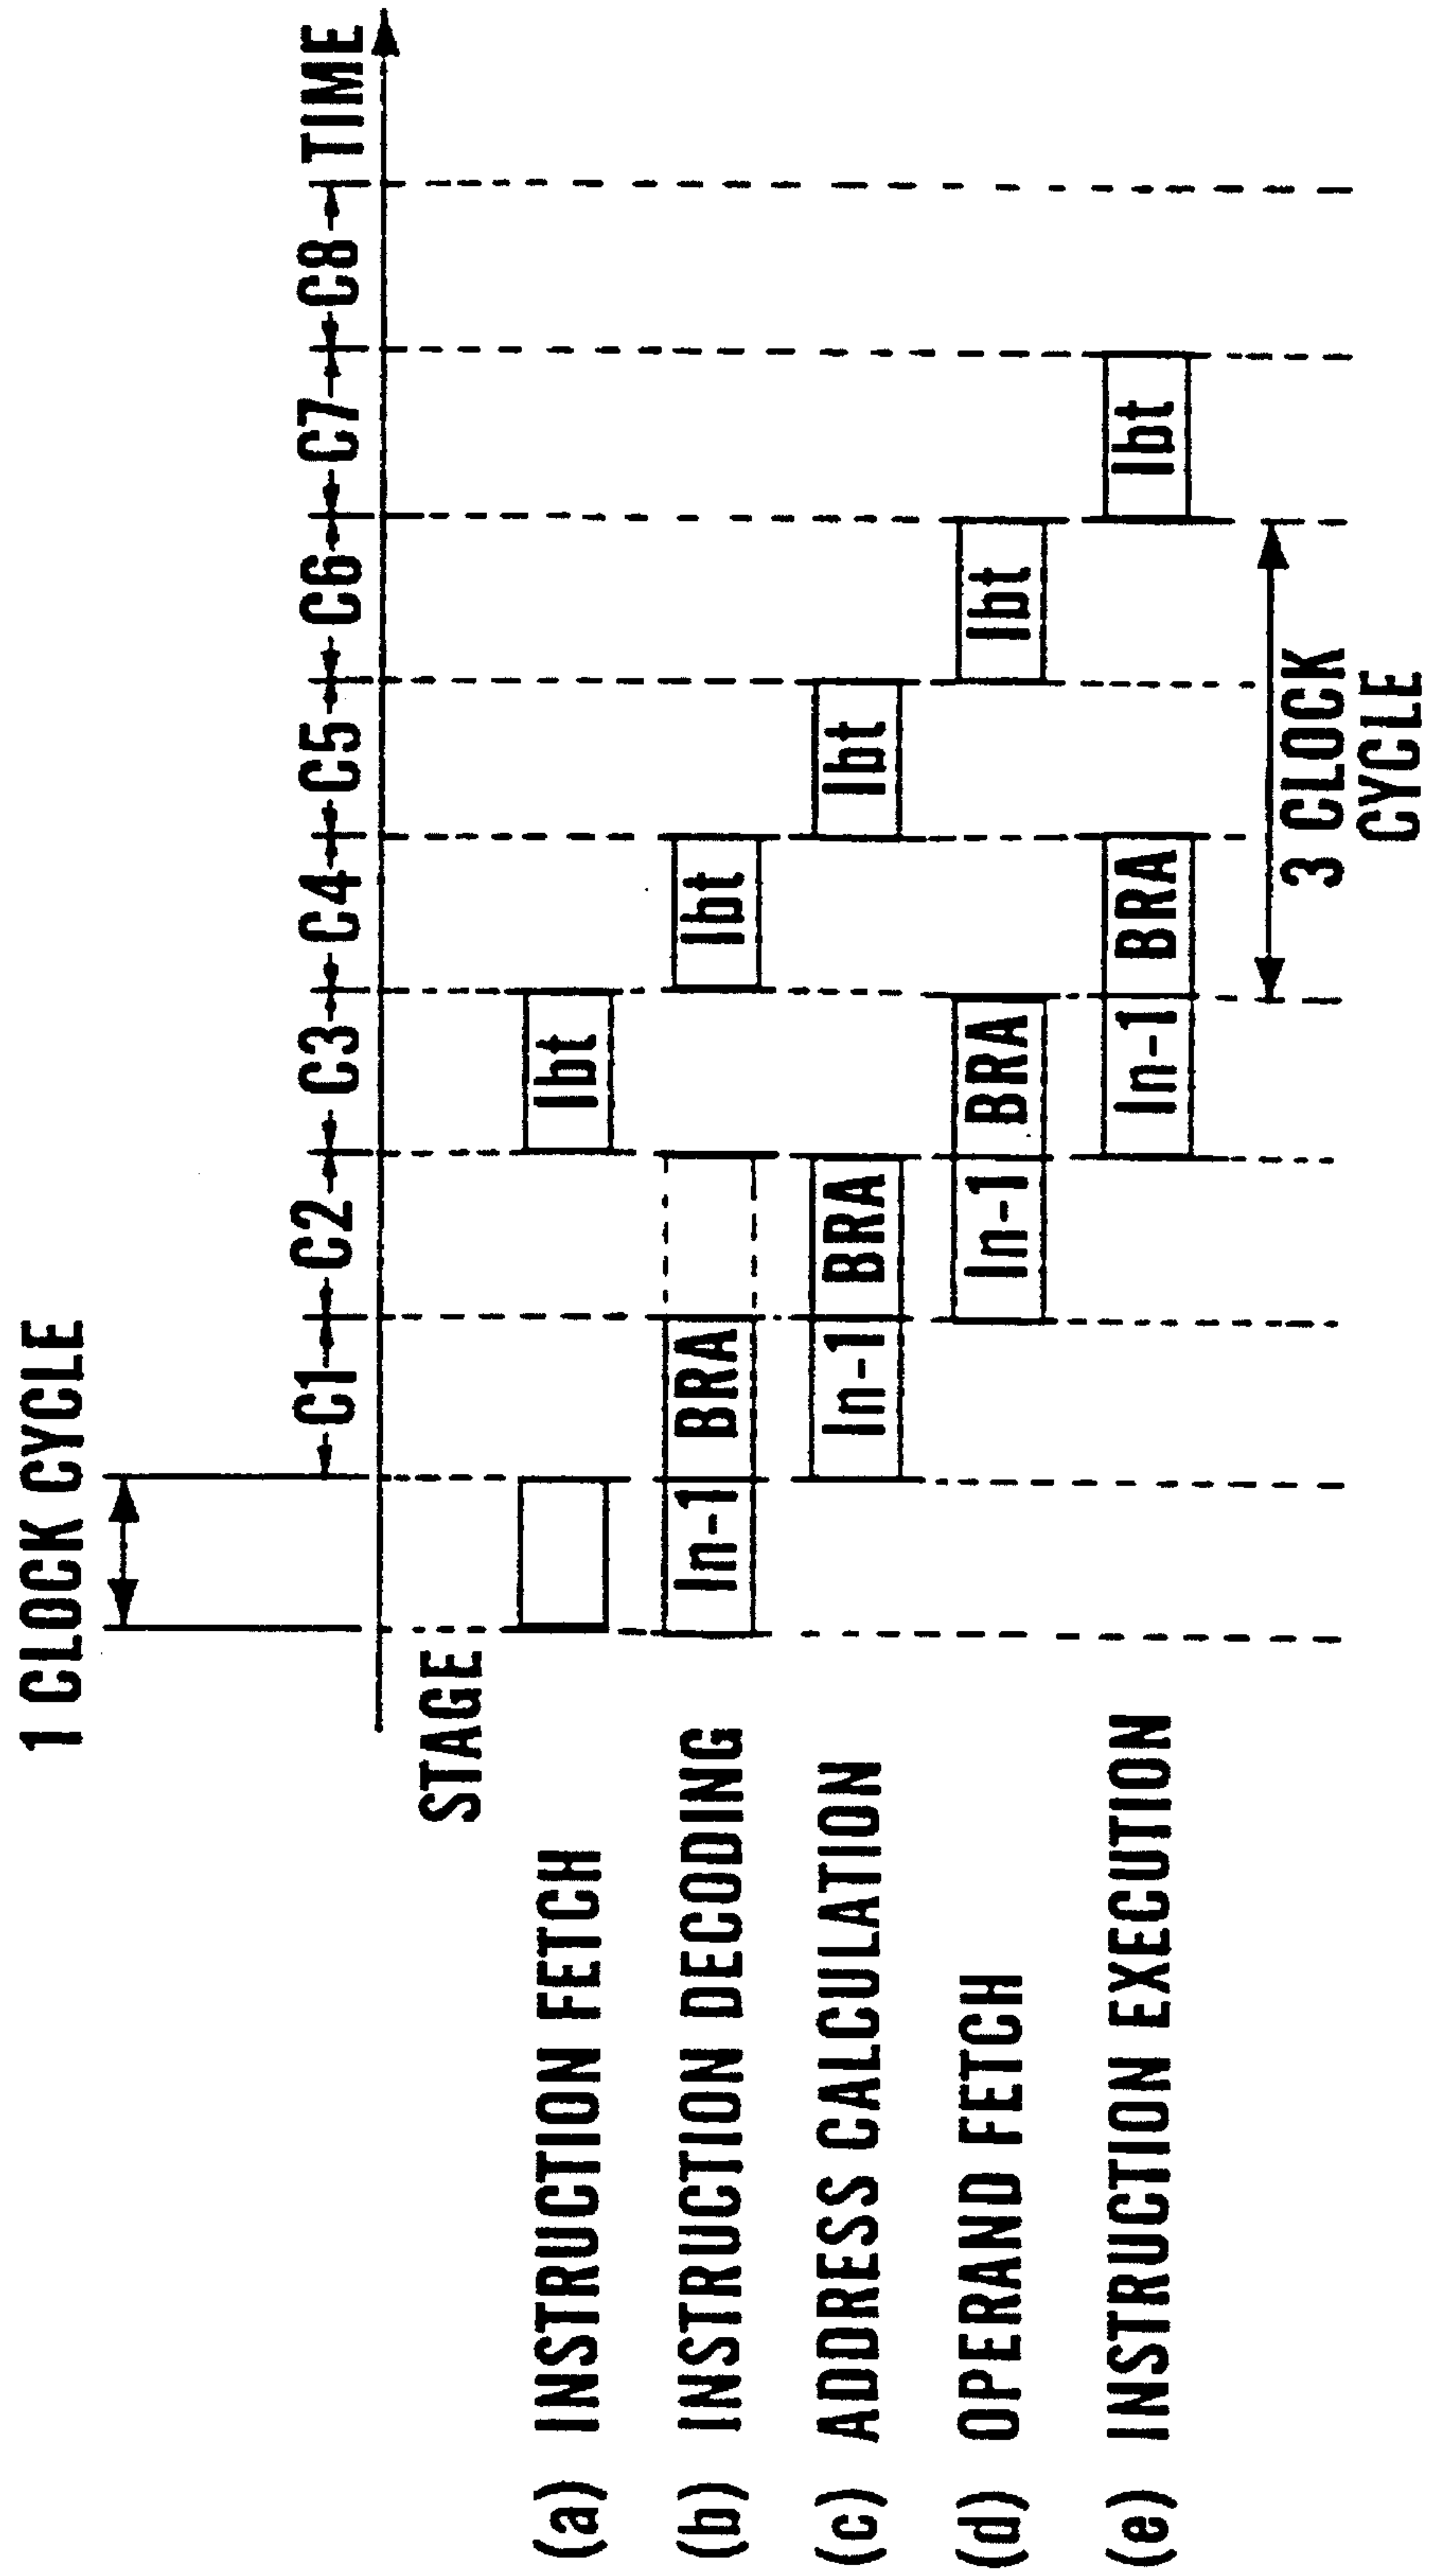 1 CLOCK CYCLE
C1 C2 C3 C4 C5 C6 C7 C8 TIME
STAGE
(a) INSTRUCTION FETCH Ibt
(b) INSTRUCTION DECODING In-1 BRA Ibt
(c) ADDRESS CALCULATION In-1 BRA Ibt
(d) OPERAND FETCH In-1 BRA Ibt
(e) INSTRUCTION EXECUTION In-1 BRA Ibt
3 CLOCK
CYCLE